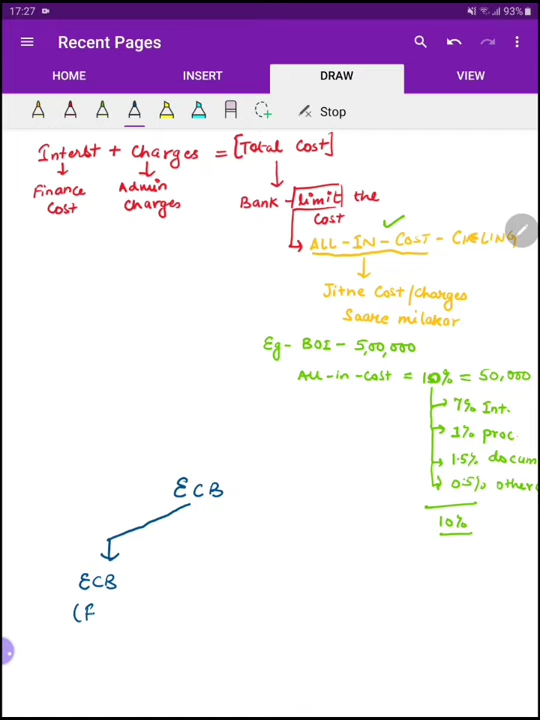 17:27 93%
Recent Pages
HOME INSERT DRAW VIEW
Stop
Interst + Charges = [Total Cost]
Finance Cost
Admin Charges
Bank - limit the cost
ALL-IN-COST-CIELING
Jitne Cost/Charges
Saare milakar
Eg- BOI - 5,00,000
All-in-cost = 10% = 50,000
7% Int.
1% proc.
1.5% docum
0.5% others
10%
ECB
ECB
(F